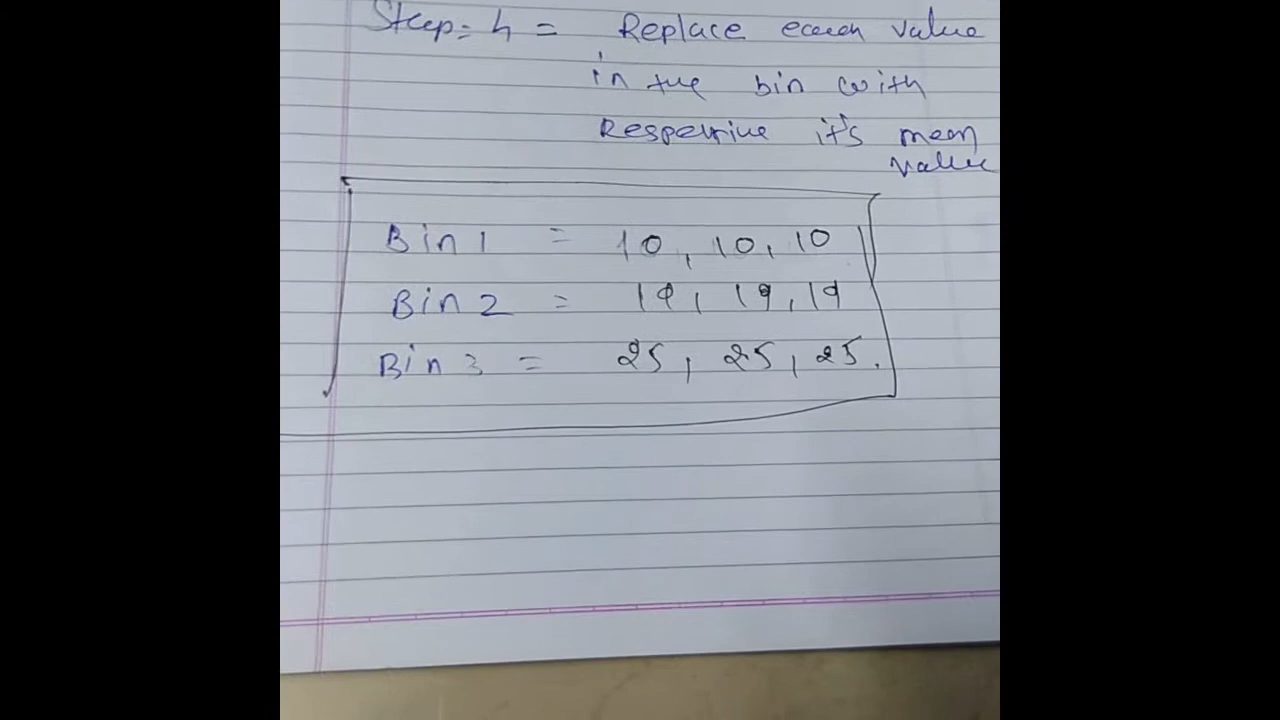 Step = 4 = Replace each value
in the bin with
Respective it's mean
value
Bin 1 = 10, 10, 10
Bin 2 = 19, 19, 19
Bin 3 = 25, 25, 25.